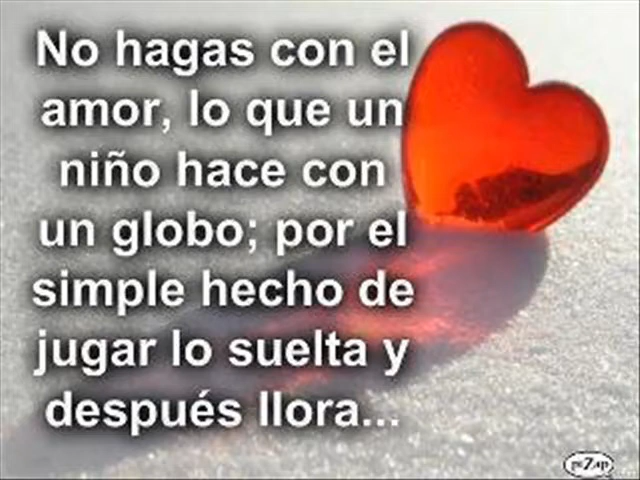 No hagas con el
amor, lo que un
niño hace con
un globo; por el
simple hecho de
jugar lo suelta y
después llora...
piZap